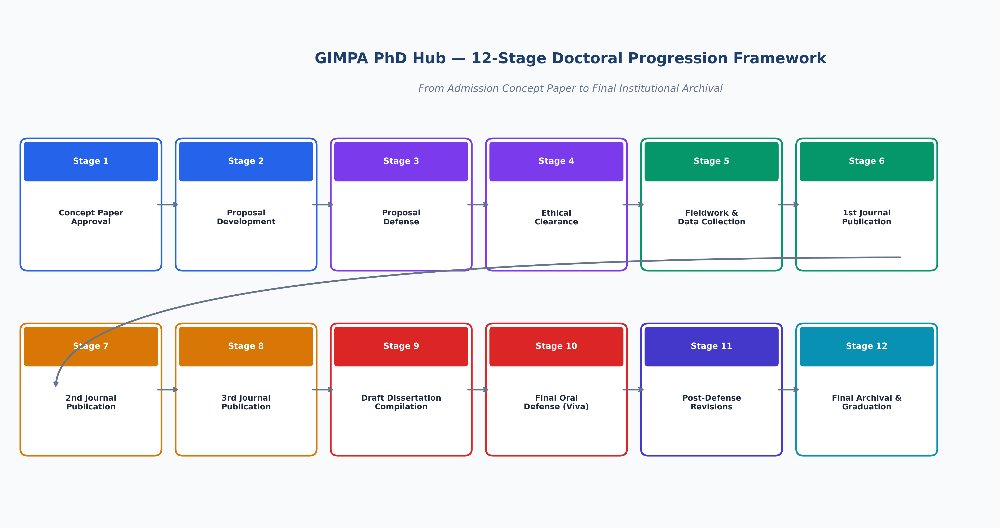 GIMPA PhD Hub — 12-Stage Doctoral Progression Framework
From Admission Concept Paper to Final Institutional Archival
Stage 1
Concept Paper
Approval
Stage 2
Proposal
Development
Stage 3
Proposal
Defense
Stage 4
Ethical
Clearance
Stage 5
Fieldwork &
Data Collection
Stage 6
1st Journal
Publication
Stage 7
2nd Journal
Publication
Stage 8
3rd Journal
Publication
Stage 9
Draft Dissertation
Compilation
Stage 10
Final Oral
Defense (Viva)
Stage 11
Post-Defense
Revisions
Stage 12
Final Archival &
Graduation